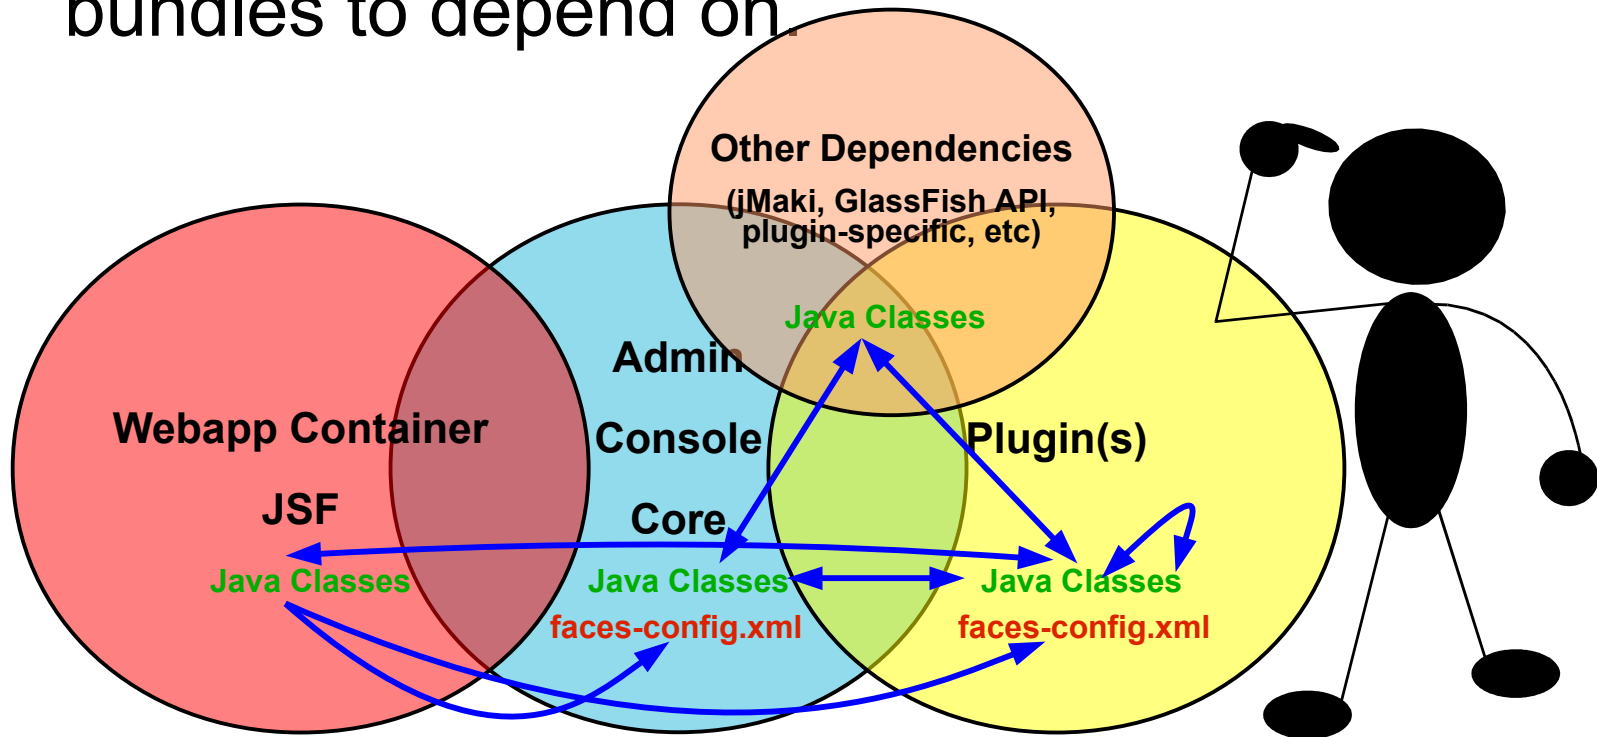 bundles to depend on.
Other Dependencies
(jMaki, GlassFish API,
plugin-specific, etc)
Java Classes
Webapp Container
JSF
Java Classes
Admin
Console
Core
Java Classes
faces-config.xml
Plugin(s)
Java Classes
faces-config.xml